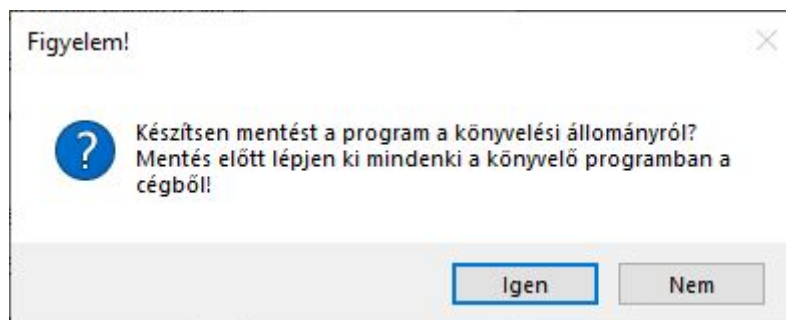 Figyelem!
Készítsen mentést a program a könyvelési állományról?
Mentés előtt lépjen ki mindenki a könyvelő programban a
cégből!
Igen
Nem